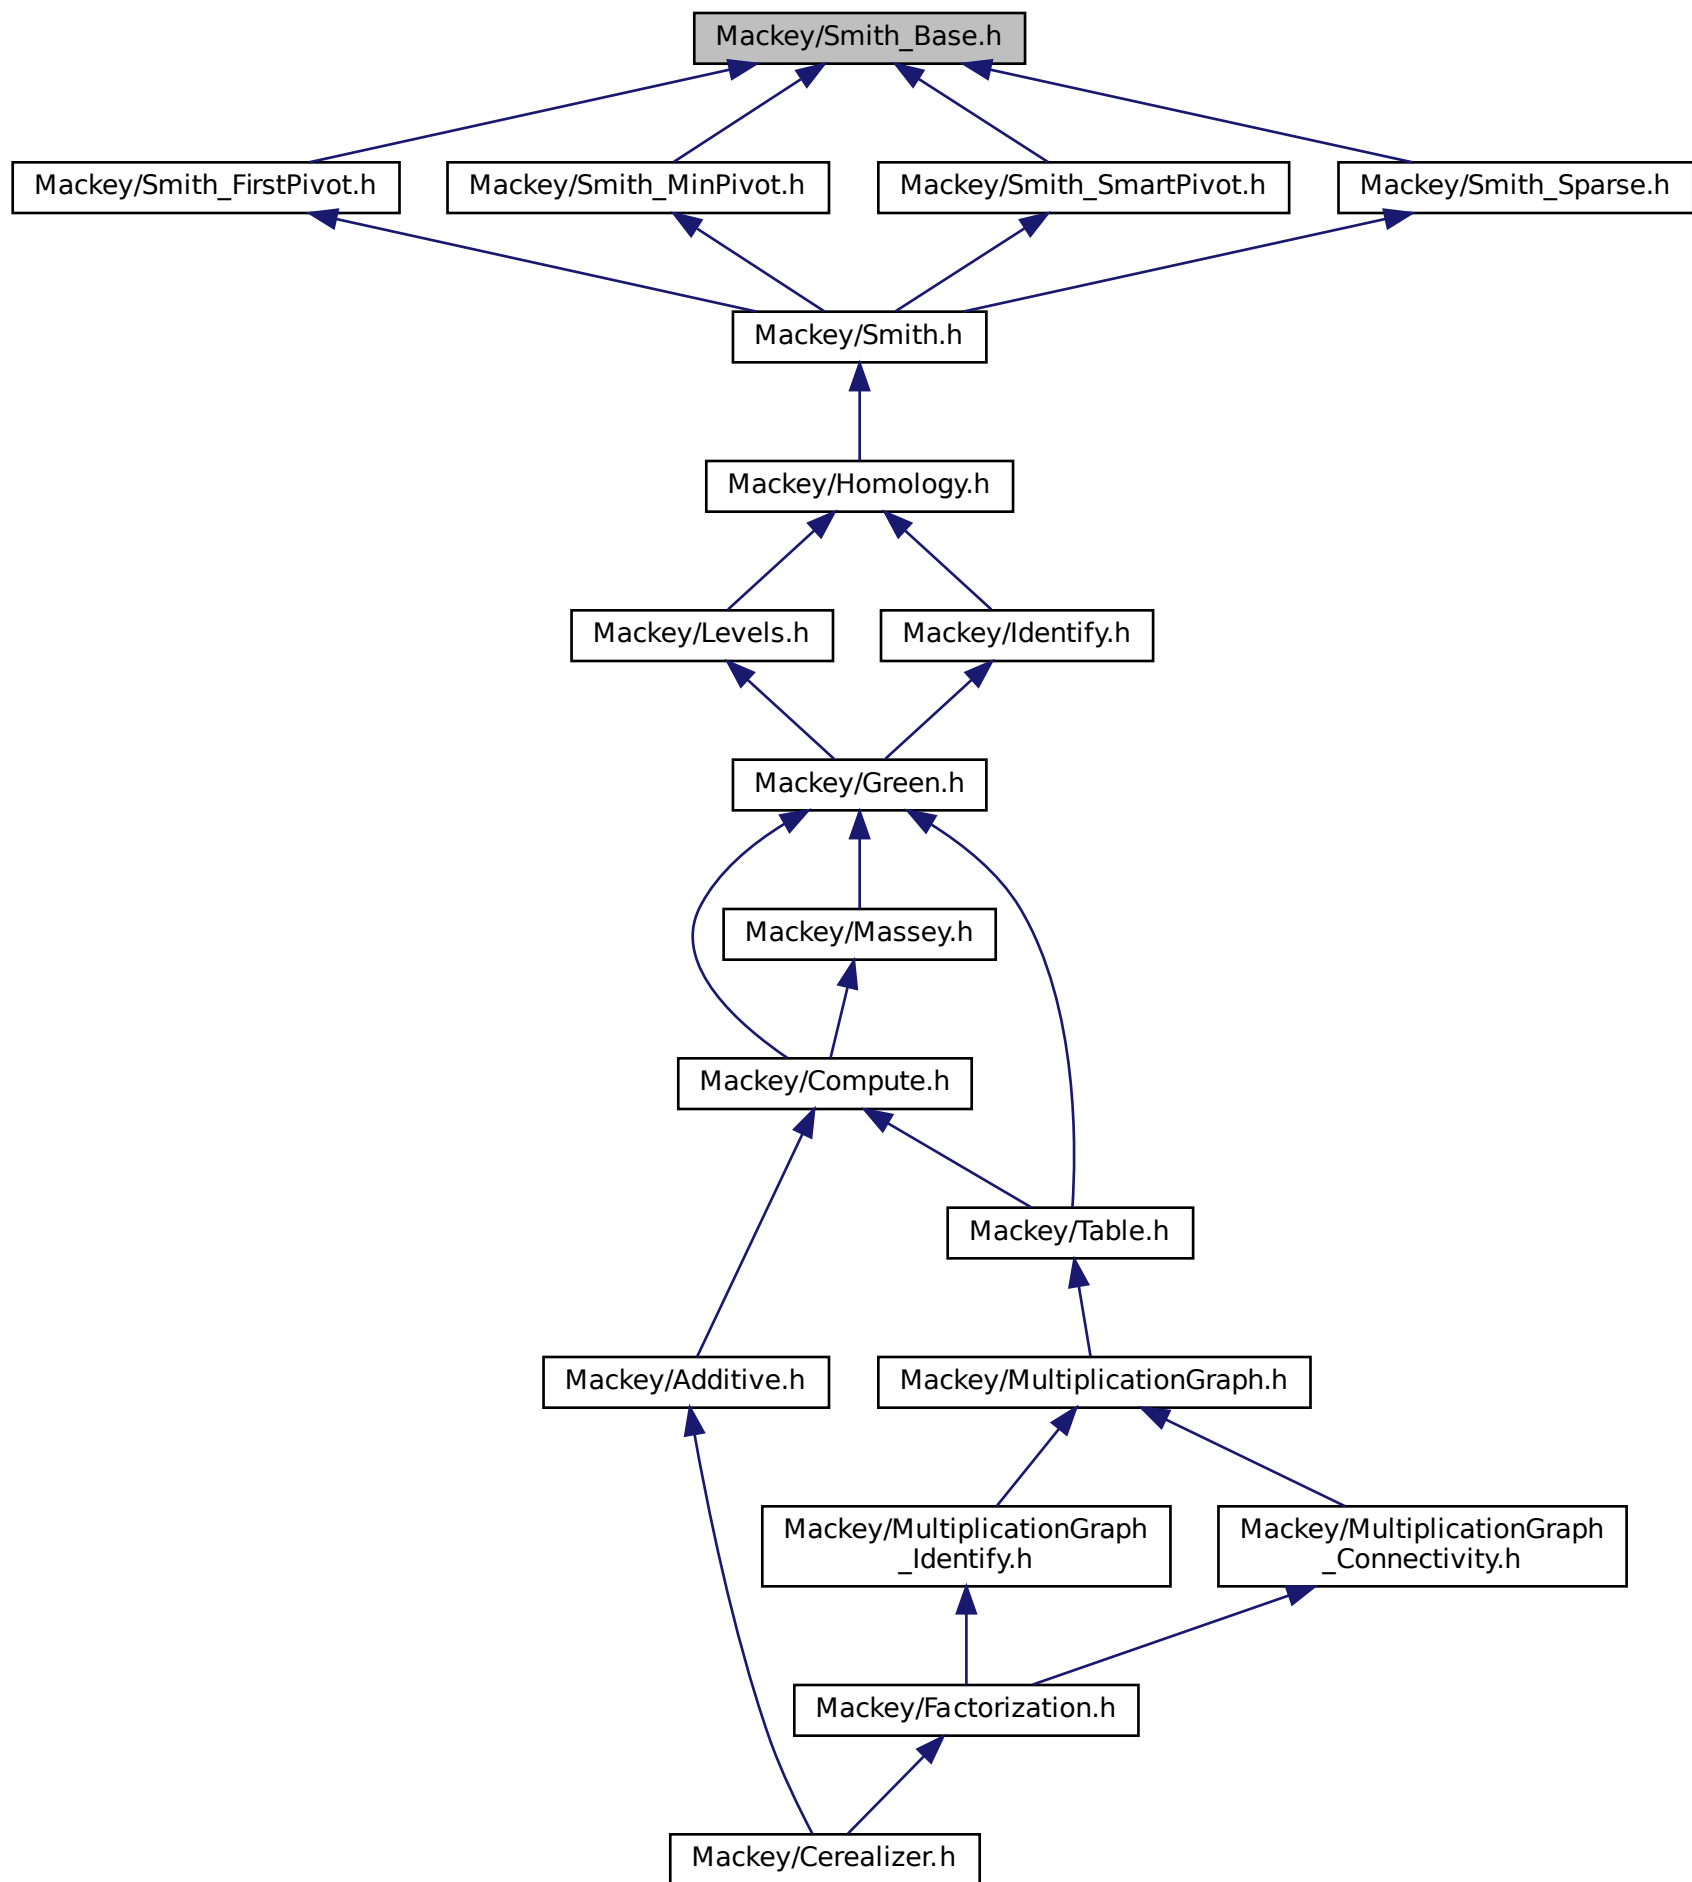 Mackey/Smith_Base.h
Mackey/Smith_FirstPivot.h
Mackey/Smith_MinPivot.h
Mackey/Smith_SmartPivot.h
Mackey/Smith_Sparse.h
Mackey/Smith.h
Mackey/Homology.h
Mackey/Levels.h
Mackey/Identify.h
Mackey/Green.h
Mackey/Massey.h
Mackey/Compute.h
Mackey/Table.h
Mackey/Additive.h
Mackey/MultiplicationGraph.h
Mackey/MultiplicationGraph
_Identify.h
Mackey/MultiplicationGraph
_Connectivity.h
Mackey/Factorization.h
Mackey/Cerealizer.h